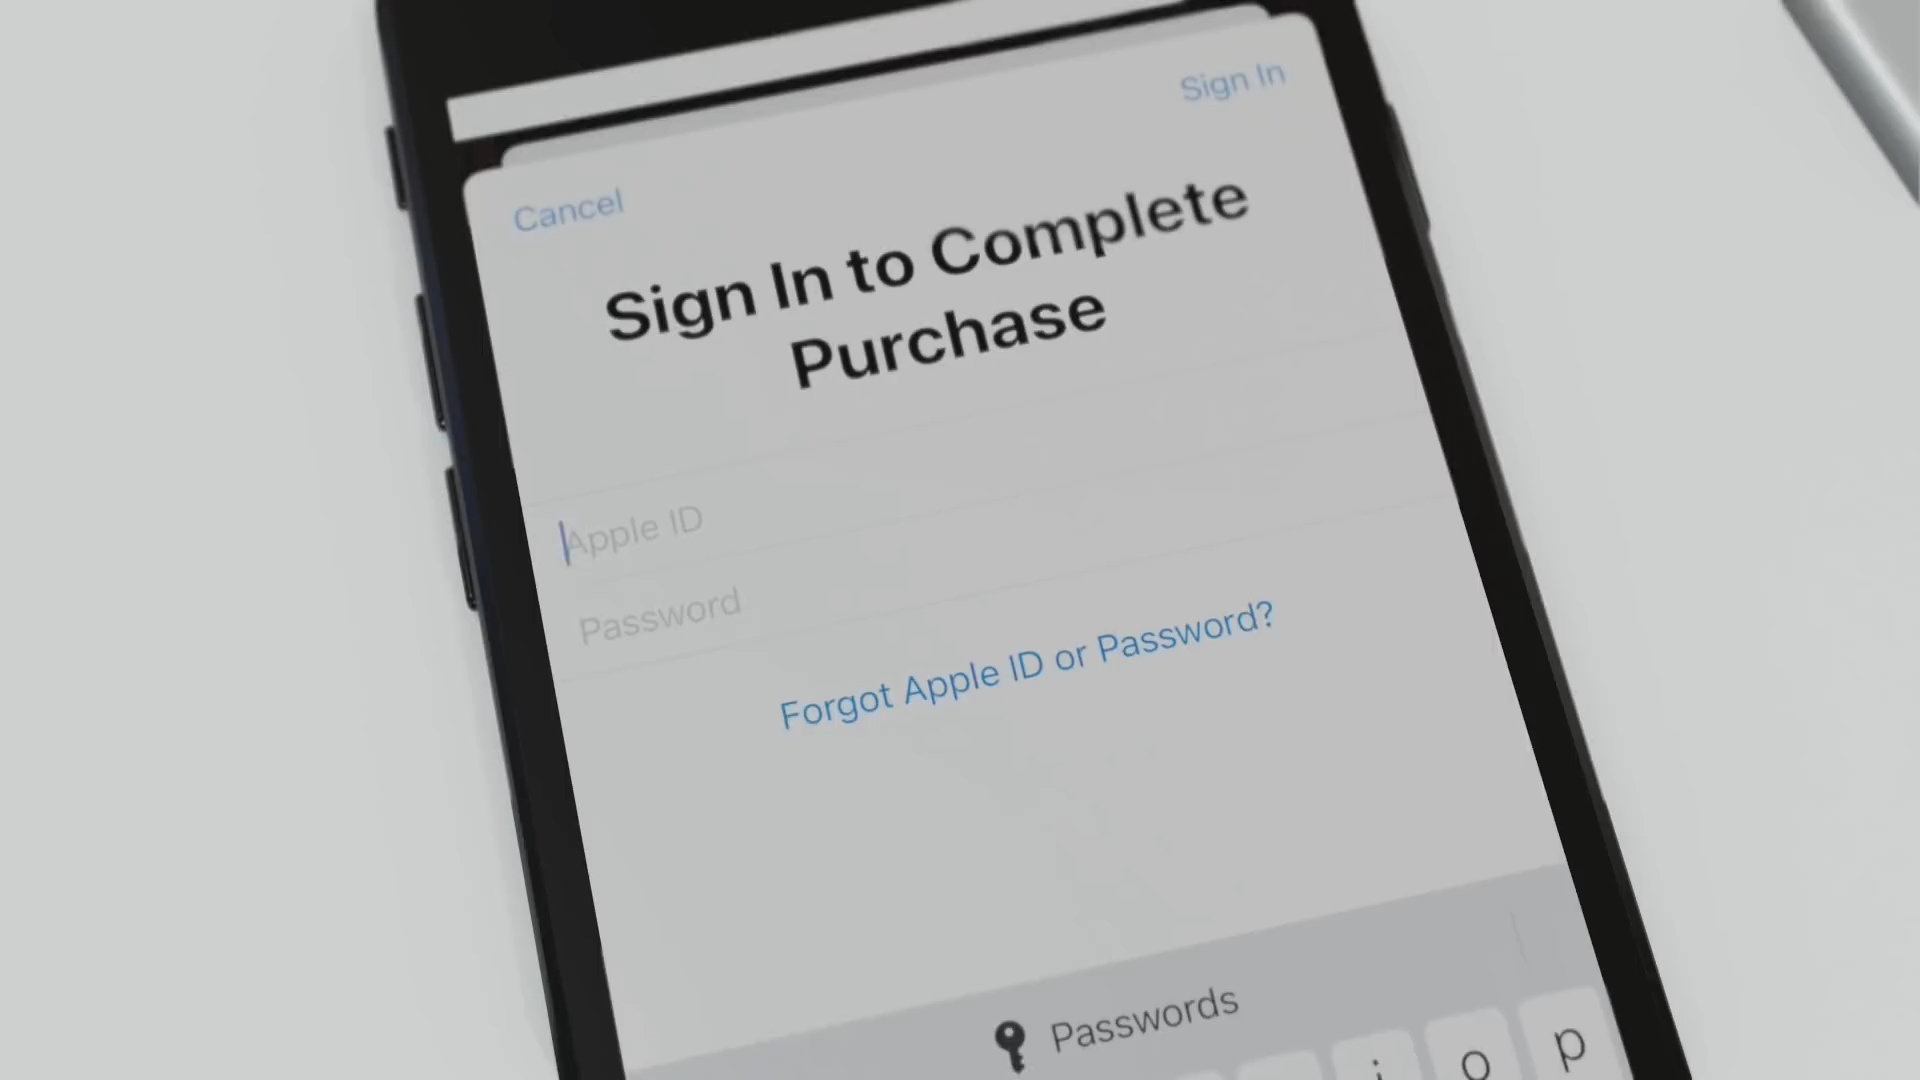 Sign In
Cancel
Sign In to Complete
Purchase
Apple ID
Password
Forgot Apple ID or Password?
Passwords
i o p